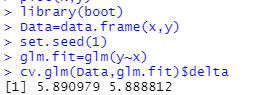 > library(boot)
> Data=data.frame(x,y)
> set.seed(1)
> glm.fit=glm(y~x)
> cv.glm(Data,glm.fit)$delta
[1] 5.890979 5.888812